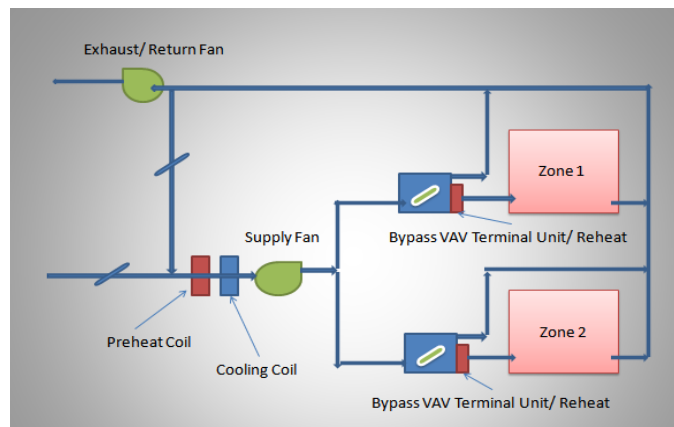 Exhaust/ Return Fan
Zone 1
Supply Fan
Bypass VAV Terminal Unit/ Reheat
Zone 2
Preheat Coil
Cooling Coil
Bypass VAV Terminal Unit/ Reheat